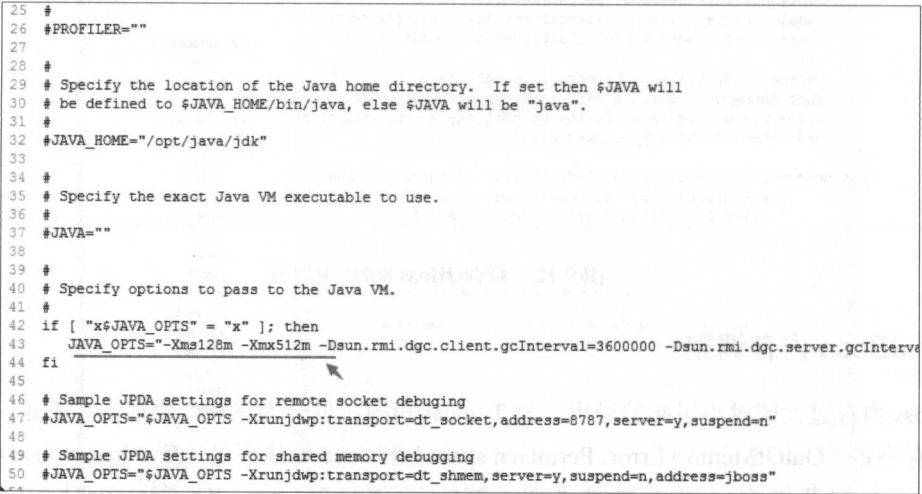 25 #
26 #PROFILER=""
27
28 #
29 # Specify the location of the Java home directory.  If set then $JAVA will
30 # be defined to $JAVA_HOME/bin/java, else $JAVA will be "java".
31 #
32 #JAVA_HOME="/opt/java/jdk"
33
34 #
35 # Specify the exact Java VM executable to use.
36 #
37 #JAVA=""
38
39 #
40 # Specify options to pass to the Java VM.
41 #
42 if [ "x$JAVA_OPTS" = "x" ]; then
43    JAVA_OPTS="-Xms128m -Xmx512m -Dsun.rmi.dgc.client.gcInterval=3600000 -Dsun.rmi.dgc.server.gcInterva
44 fi
45
46 # Sample JPDA settings for remote socket debuging
47 #JAVA_OPTS="$JAVA_OPTS -Xrunjdwp:transport=dt_socket,address=8787,server=y,suspend=n"
48
49 # Sample JPDA settings for shared memory debugging
50 #JAVA_OPTS="$JAVA_OPTS -Xrunjdwp:transport=dt_shmem,server=y,suspend=n,address=jboss"